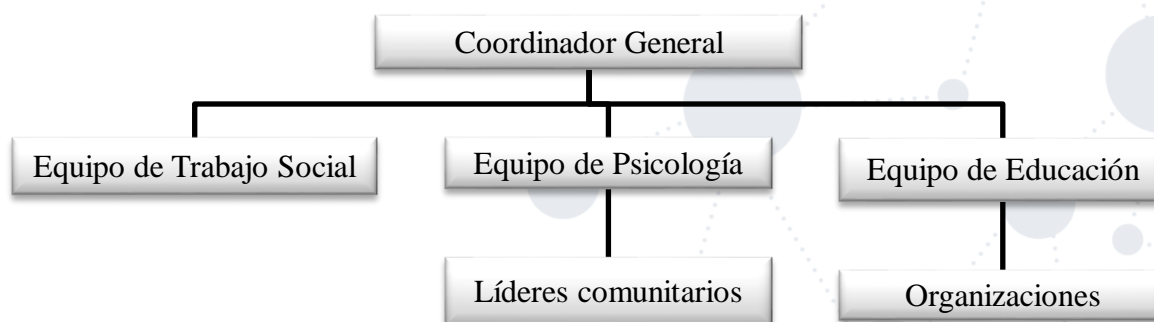 Coordinador General
Equipo de Trabajo Social
Equipo de Psicología
Equipo de Educación
Líderes comunitarios
Organizaciones